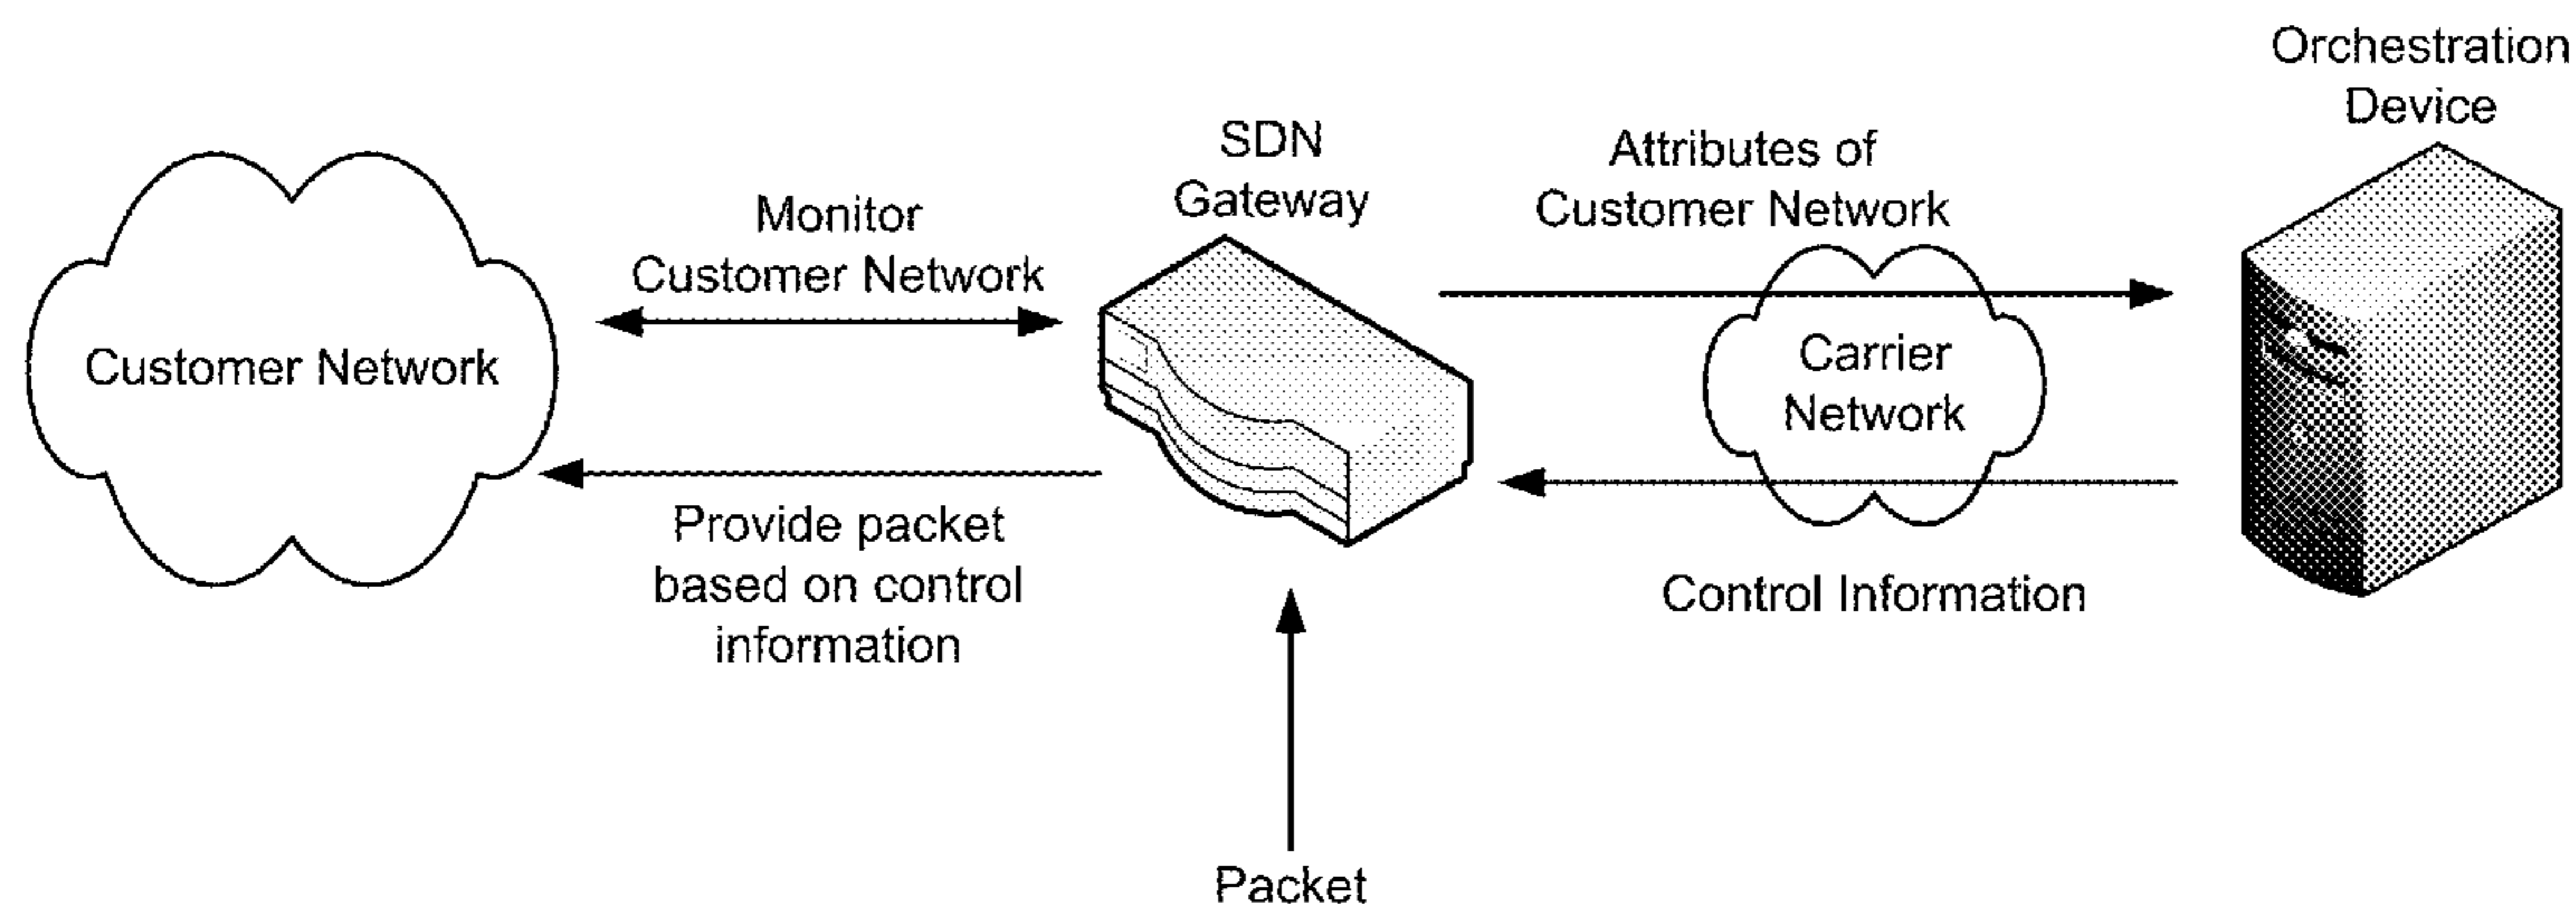 Orchestration
Device
SDN
Gateway
Attributes of
Customer Network
Monitor
Customer Network
Customer Network
Carrier
Network
Provide packet
based on control
information
Control Information
Packet